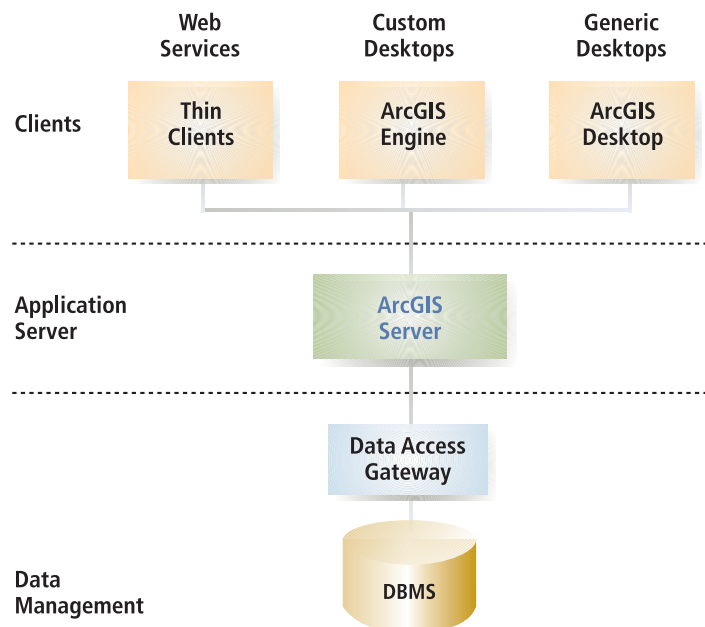 Web
Services
Custom
Desktops
Generic
Desktops
Clients
Thin
Clients
ArcGIS
Engine
ArcGIS
Desktop
Application
Server
ArcGIS
Server
Data Access
Gateway
Data
Management
DBMS